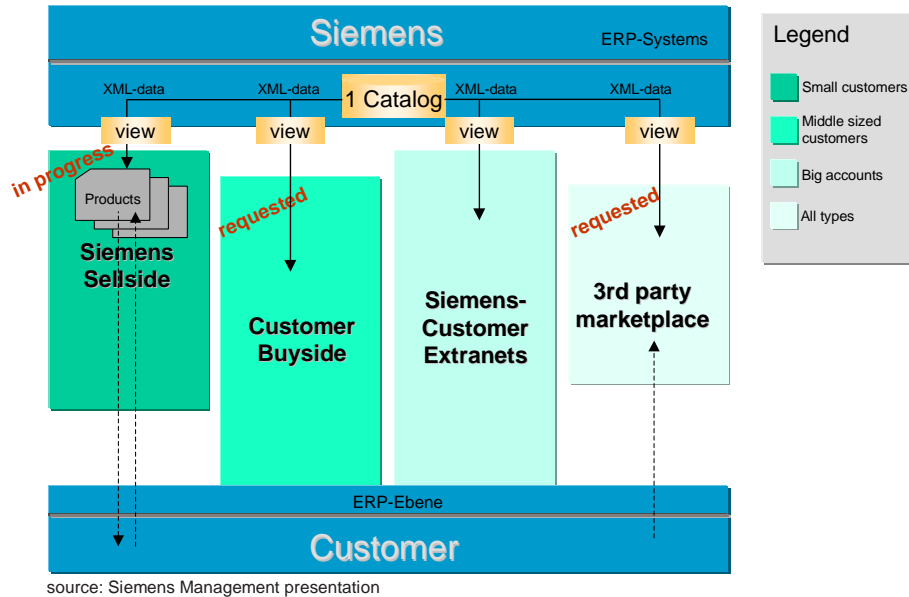 Siemens
ERP-Systems
XML-data
XML-data
1 Catalog
XML-data
XML-data
view
view
view
view
in progress
requested
requested
Products
Siemens
Sellside
Customer
Buyside
Siemens-
Customer
Extranets
3rd party
marketplace
ERP-Ebene
Customer
source: Siemens Management presentation
Legend
Small customers
Middle sized
customers
Big accounts
All types